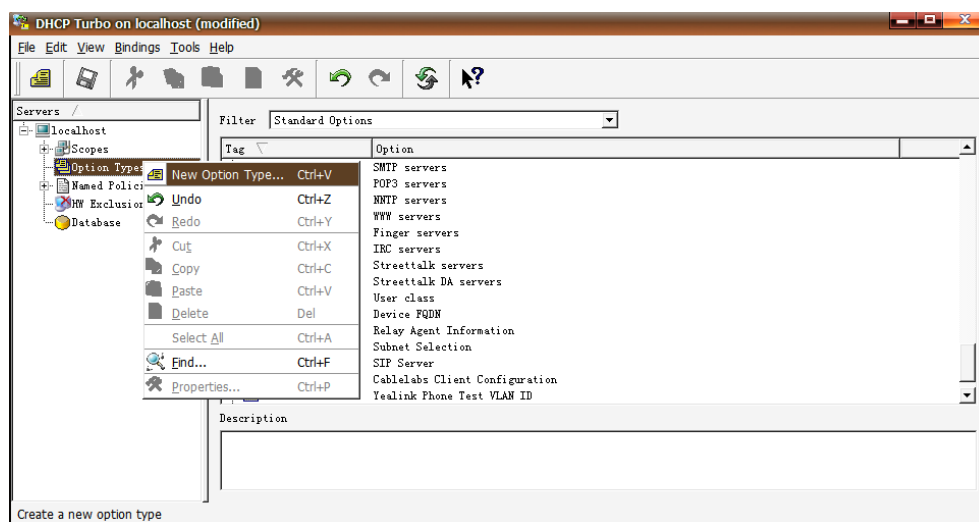 DHCP Turbo on localhost (modified)
File Edit View Bindings Tools Help
Servers
Filter Standard Options
localhost
Scopes
Option Type
Named Polici
HW Exclusion
Database
Tag Option
SMTP servers
POP3 servers
NNTP servers
WWW servers
Finger servers
IRC servers
Streettalk servers
Streettalk DA servers
User class
Device FQDN
Relay Agent Information
Subnet Selection
SIP Server
Cablelabs Client Configuration
Yealink Phone Test VLAN ID
New Option Type... Ctrl+V
Undo Ctrl+Z
Redo Ctrl+Y
Cut Ctrl+X
Copy Ctrl+C
Paste Ctrl+V
Delete Del
Select All Ctrl+A
Find... Ctrl+F
Properties... Ctrl+P
Description
Create a new option type